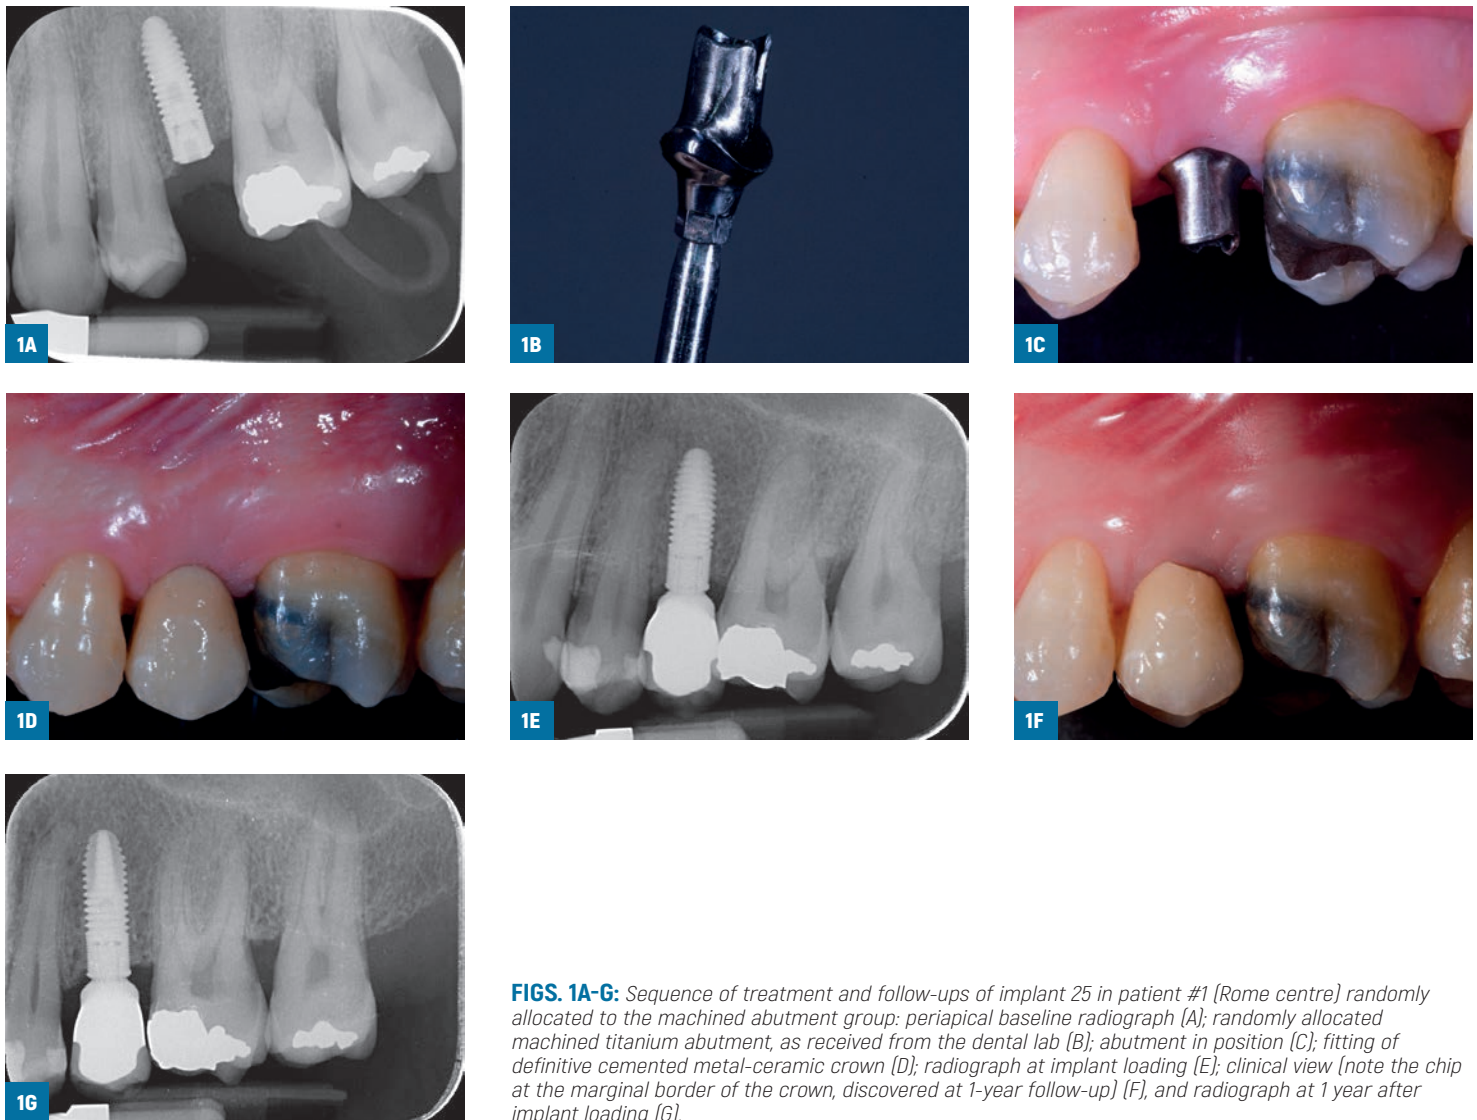 1A
1B
1C
1D
1E
1F
1G
FIGS. 1A-G: Sequence of treatment and follow-ups of implant 25 in patient #1 (Rome centre) randomly
allocated to the machined abutment group: periapical baseline radiograph (A); randomly allocated
machined titanium abutment, as received from the dental lab (B); abutment in position (C); fitting of
definitive cemented metal-ceramic crown (D); radiograph at implant loading (E); clinical view (note the chip
at the marginal border of the crown, discovered at 1-year follow-up) (F), and radiograph at 1 year after
implant loading (G).